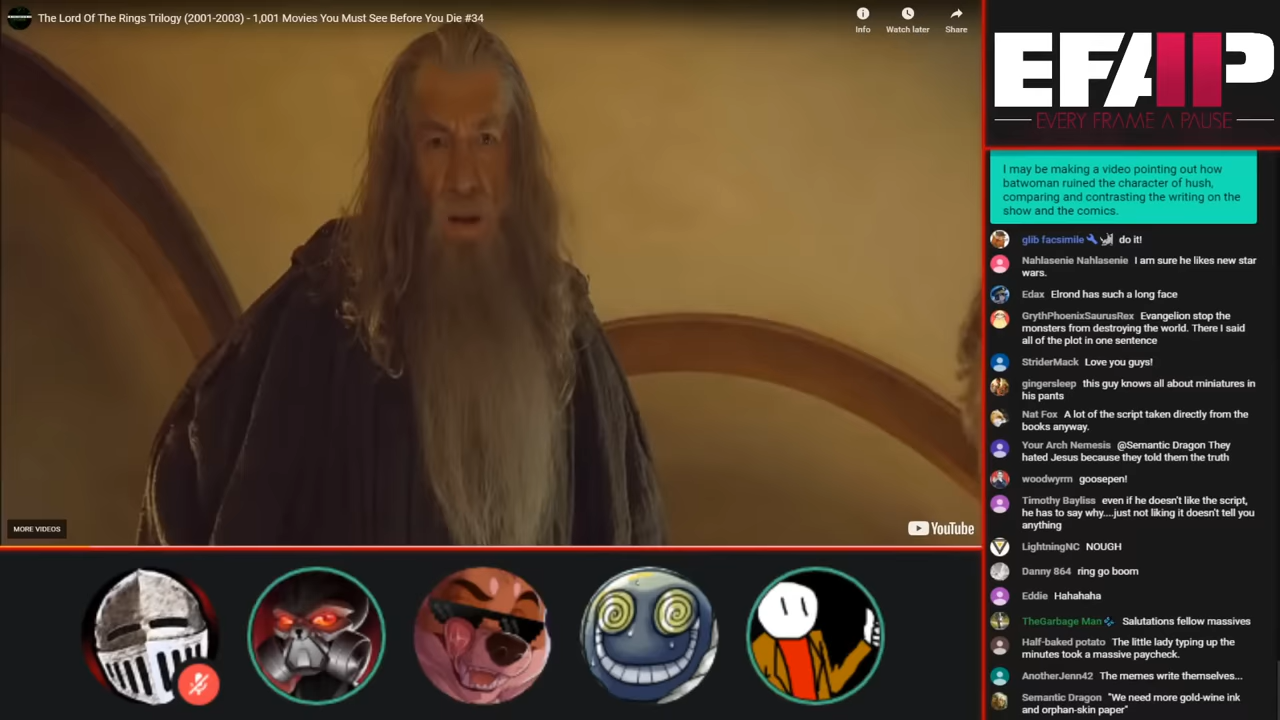 The Lord Of The Rings Trilogy (2001-2003) - 1,001 Movies You Must See Before You Die #34
Info
Watch later
Share
MORE VIDEOS
YouTube
EFAP
EVERY FRAME A PAUSE
I may be making a video pointing out how
batwoman ruined the character of hush,
comparing and contrasting the writing on the
show and the comics.
glib facsimile do it!
Nahlasenie Nahlasenie I am sure he likes new star
wars.
Edax Elrond has such a long face
GrythPhoenixSaurusRex Evangelion stop the
monsters from destroying the world. There I said
all of the plot in one sentence
StriderMack Love you guys!
gingersleep this guy knows all about miniatures in
his pants
Nat Fox A lot of the script taken directly from the
books anyway.
Your Arch Nemesis @Semantic Dragon They
hated Jesus because they told them the truth
woodwyrm goosepen!
Timothy Bayliss even if he doesn't like the script,
he has to say why....just not liking it doesn't tell you
anything
LightningNC NOUGH
Danny 864 ring go boom
Eddie Hahahaha
TheGarbage Man Salutations fellow massives
Half-baked potato The little lady typing up the
minutes took a massive paycheck.
AnotherJenn42 The memes write themselves...
Semantic Dragon "We need more gold-wine ink
and orphan-skin paper"